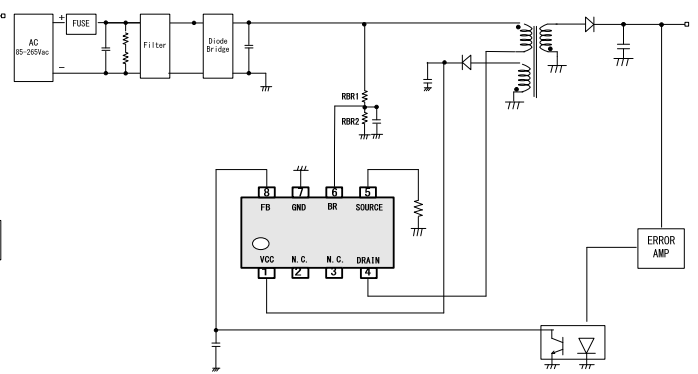 +
FUSE
AC
85-265Vac
−
Filter
Diode
Bridge
RBR1
RBR2
8 7 6 5
FB GND BR SOURCE
VCC N.C. N.C. DRAIN
1 2 3 4
ERROR
AMP